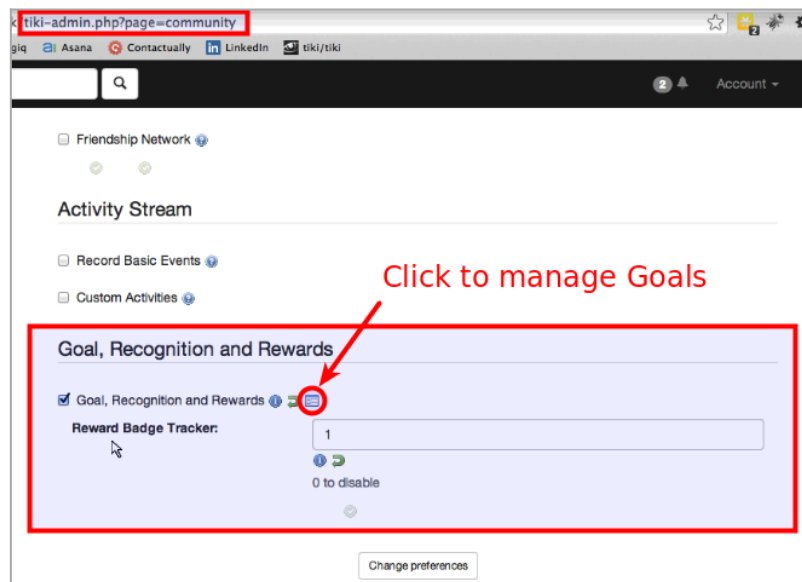 tiki-admin.php?page=community
giq Asana Contactually LinkedIn tiki/tiki
2 Account
Friendship Network
Activity Stream
Record Basic Events
Custom Activities
Click to manage Goals
Goal, Recognition and Rewards
Goal, Recognition and Rewards
Reward Badge Tracker:
1
0 to disable
Change preferences